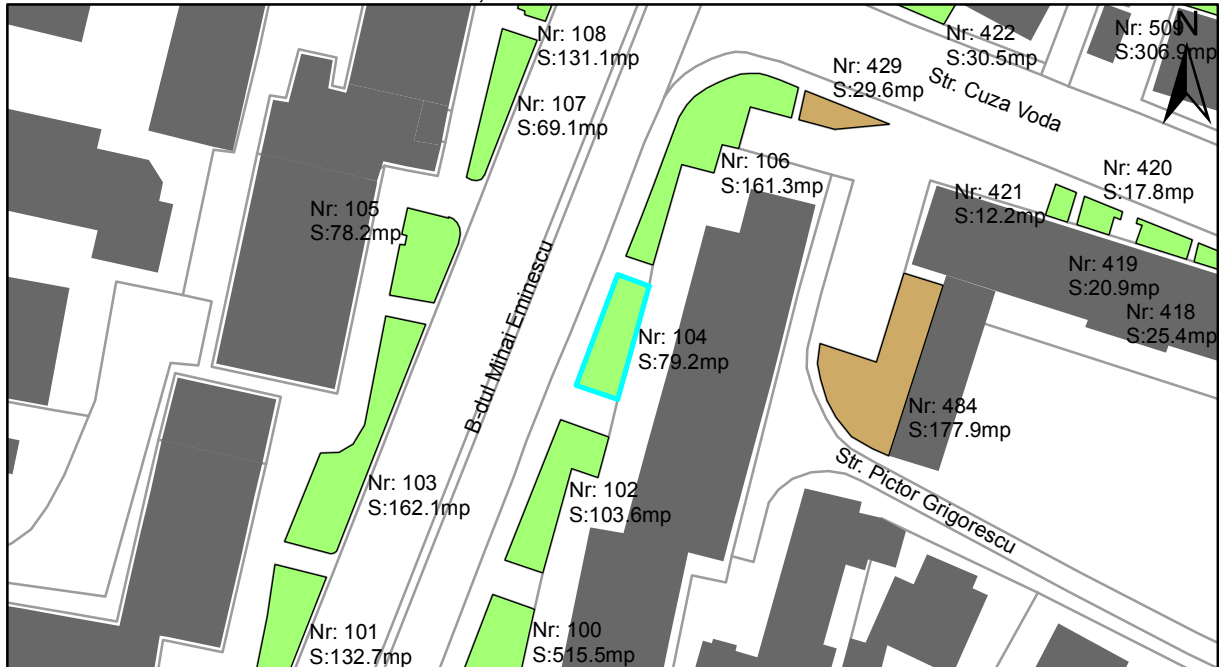 Nr: 108
S:131.1mp
Nr: 107
S:69.1mp
Nr: 422
S:30.5mp
Nr: 509
S:306.9mp
N
Nr: 429
S:29.6mp
Str. Cuza Voda
Nr: 106
S:161.3mp
Nr: 420
S:17.8mp
Nr: 421
S:12.2mp
Nr: 105
S:78.2mp
B-dul Mihai Eminescu
Nr: 419
S:20.9mp
Nr: 418
S:25.4mp
Nr: 104
S:79.2mp
Nr: 484
S:177.9mp
Str. Pictor Grigorescu
Nr: 103
S:162.1mp
Nr: 102
S:103.6mp
Nr: 101
S:132.7mp
Nr: 100
S:515.5mp